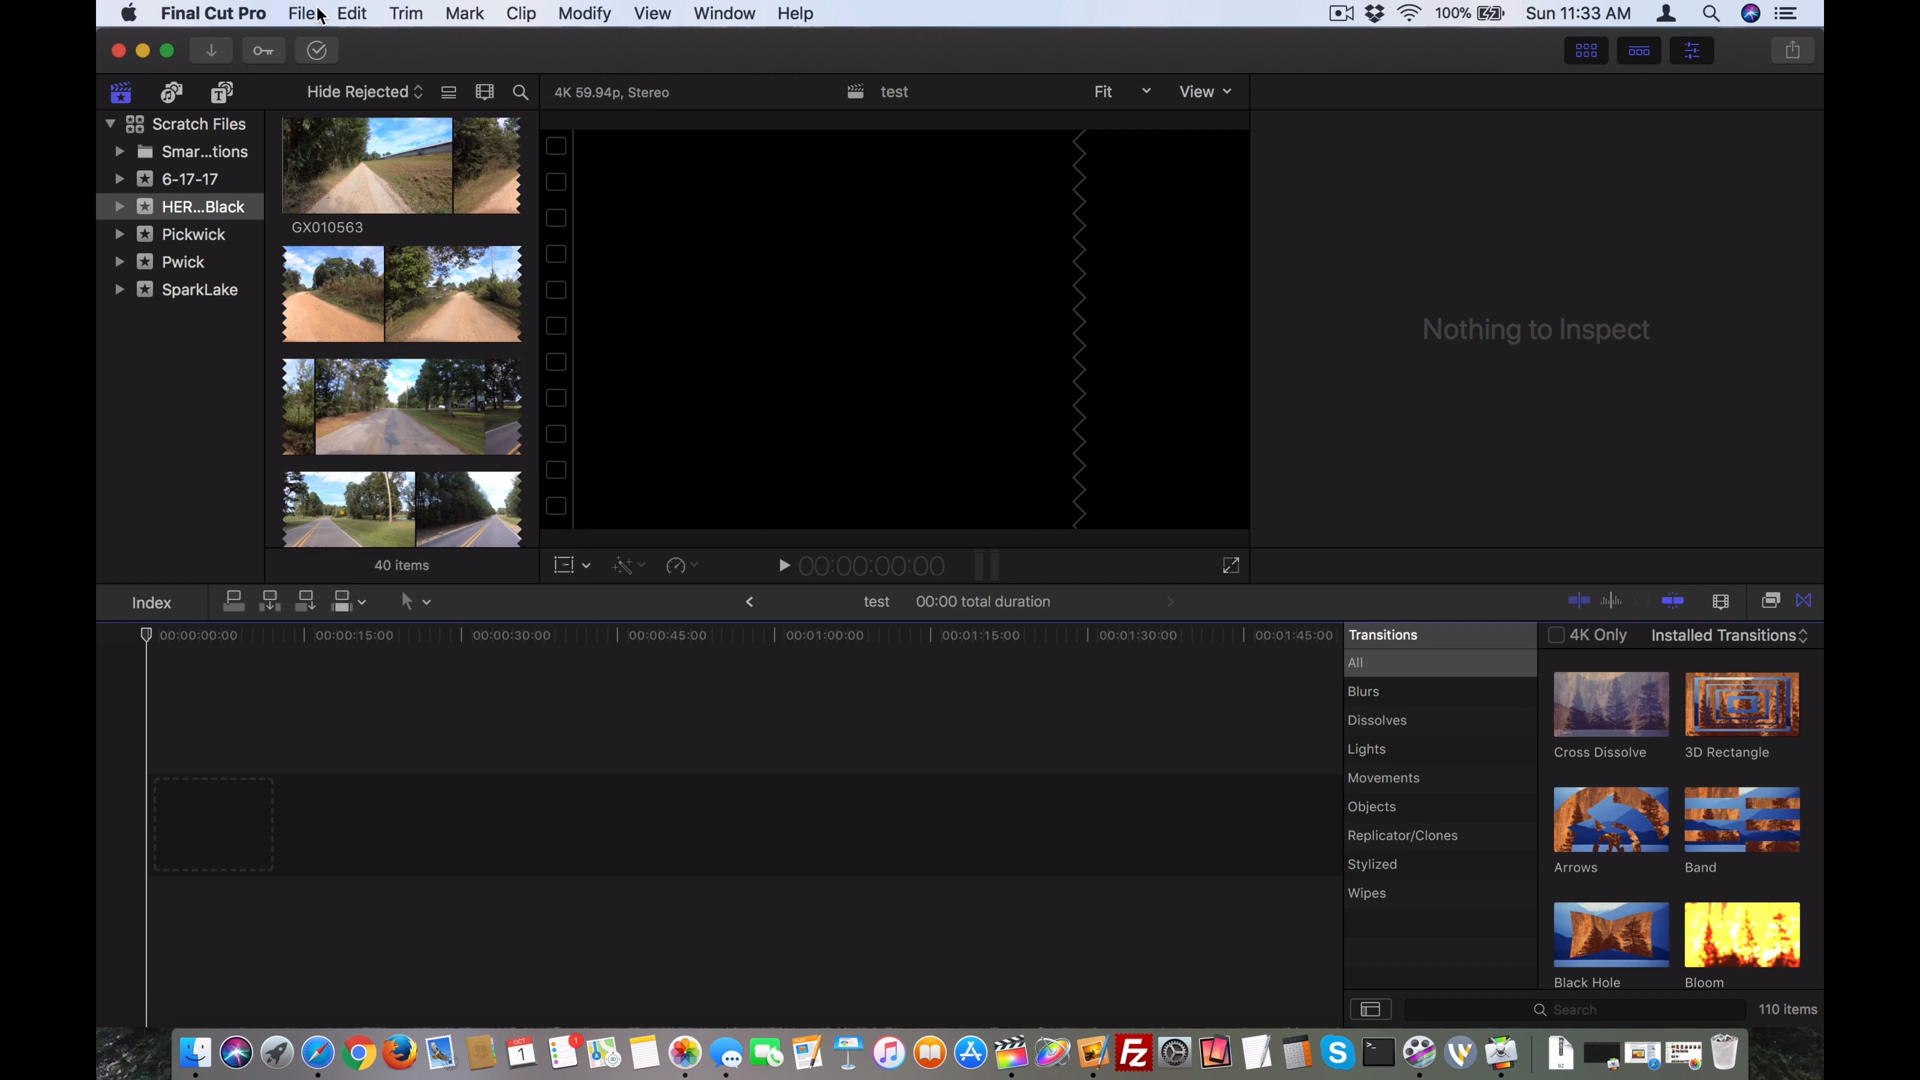 Final Cut Pro File Edit Trim Mark Clip Modify View Window Help 100% Sun 11:33 AM
Hide Rejected 4K 59.94p, Stereo test Fit View
Scratch Files
Smar...tions
6-17-17
HER...Black
Pickwick
Pwick
SparkLake
GX010563
40 items
00:00:00:00
Nothing to Inspect
Index test 00:00 total duration
00:00:00:00 00:00:15:00 00:00:30:00 00:00:45:00 00:01:00:00 00:01:15:00 00:01:30:00 00:01:45:00
Transitions
All
Blurs
Dissolves
Lights
Movements
Objects
Replicator/Clones
Stylized
Wipes
4K Only Installed Transitions
Cross Dissolve 3D Rectangle
Arrows Band
Black Hole Bloom
Search 110 items
OCT
1
1
FZ